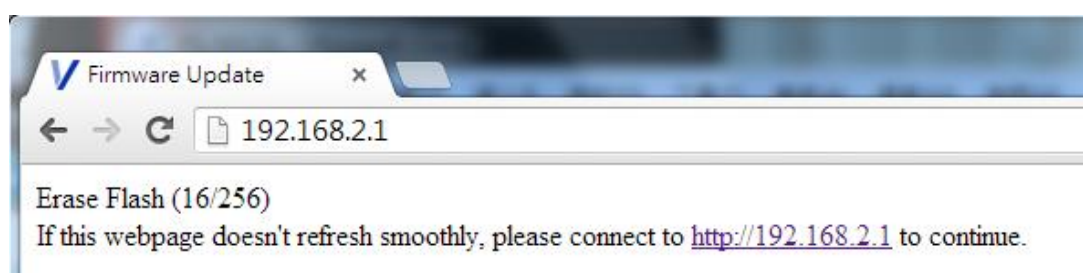 Firmware Update
192.168.2.1
Erase Flash (16/256)
If this webpage doesn't refresh smoothly, please connect to http://192.168.2.1 to continue.